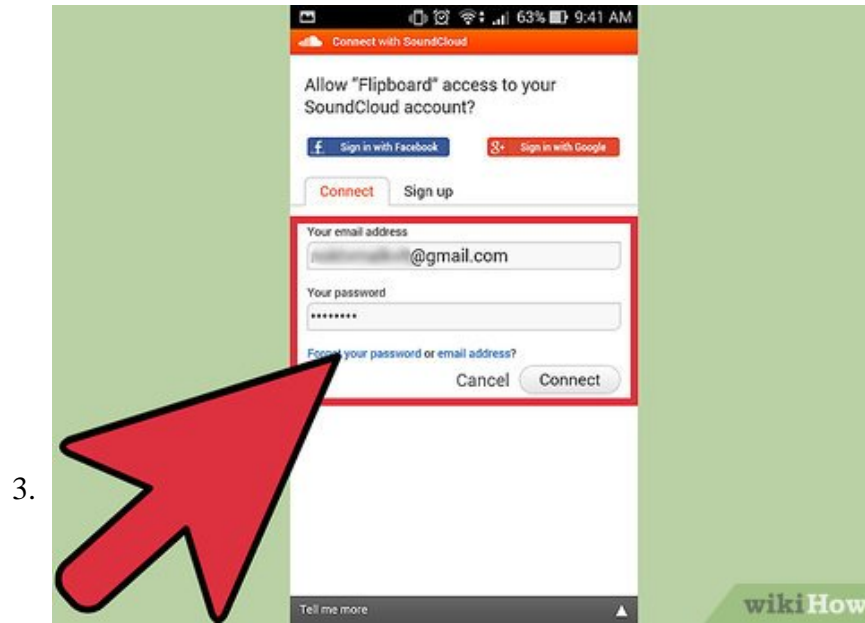 63% 9:41 AM
Connect with SoundCloud
Allow "Flipboard" access to your
SoundCloud account?
f Sign in with Facebook
8+ Sign in with Google
Connect Sign up
Your email address
@gmail.com
Your password
••••••••
Forgot your password or email address?
Cancel Connect
3.
Tell me more
wikiHow